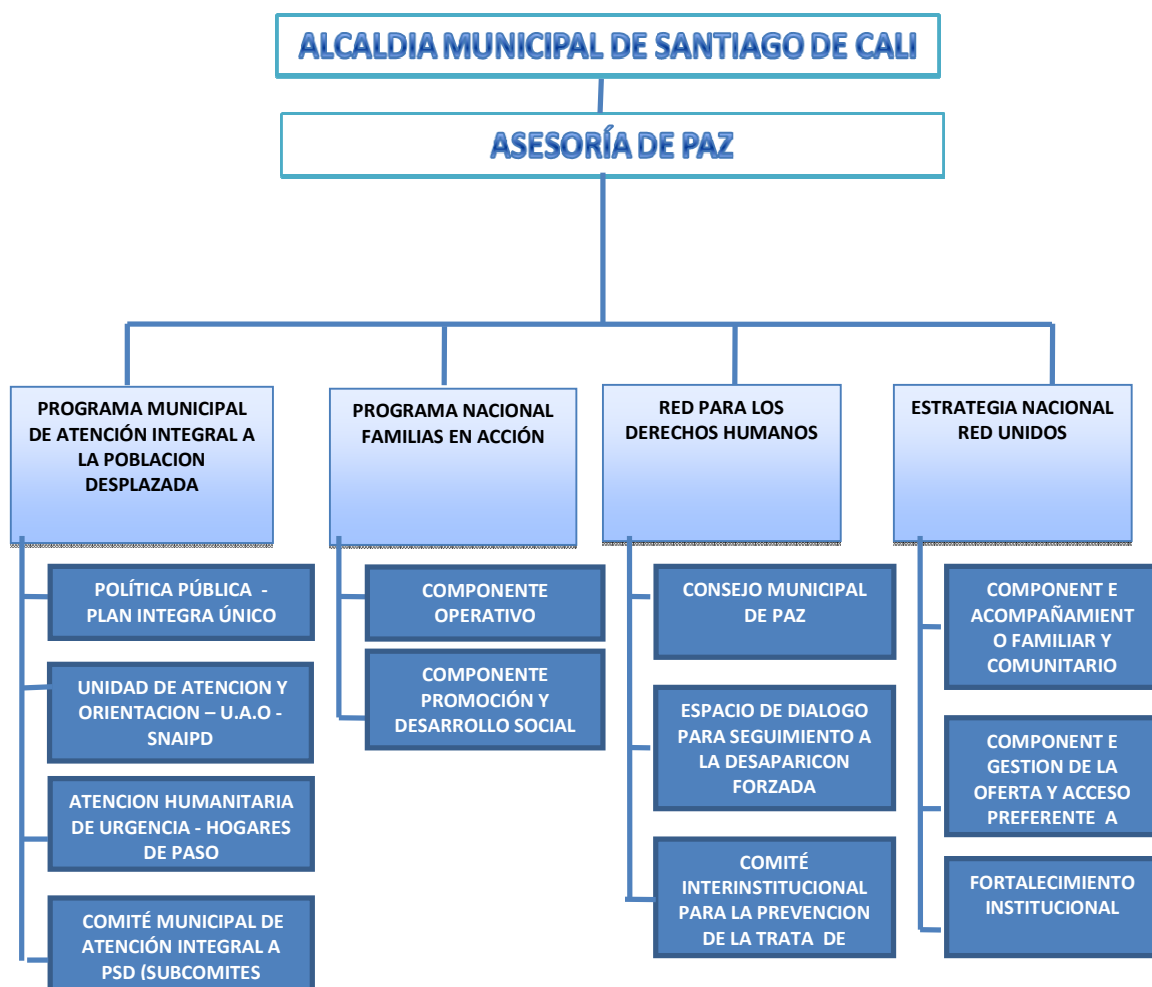 ALCALDIA MUNICIPAL DE SANTIAGO DE CALI
ASESORÍA DE PAZ
PROGRAMA MUNICIPAL
DE ATENCIÓN INTEGRAL A
LA POBLACION
DESPLAZADA
POLÍTICA PÚBLICA -
PLAN INTEGRA ÚNICO
UNIDAD DE ATENCION Y
ORIENTACION – U.A.O -
SNAIPD
ATENCION HUMANITARIA
DE URGENCIA - HOGARES
DE PASO
COMITÉ MUNICIPAL DE
ATENCIÓN INTEGRAL A
PSD (SUBCOMITES
PROGRAMA NACIONAL
FAMILIAS EN ACCIÓN
COMPONENTE
OPERATIVO
COMPONENTE
PROMOCIÓN Y
DESARROLLO SOCIAL
RED PARA LOS
DERECHOS HUMANOS
CONSEJO MUNICIPAL
DE PAZ
ESPACIO DE DIALOGO
PARA SEGUIMIENTO A
LA DESAPARICON
FORZADA
COMITÉ
INTERINSTITUCIONAL
PARA LA PREVENCION
DE LA TRATA DE
ESTRATEGIA NACIONAL
RED UNIDOS
COMPONENT E
ACOMPAÑAMIENT
O FAMILIAR Y
COMUNITARIO
COMPONENT E
GESTION DE LA
OFERTA Y ACCESO
PREFERENTE A
FORTALECIMIENTO
INSTITUCIONAL